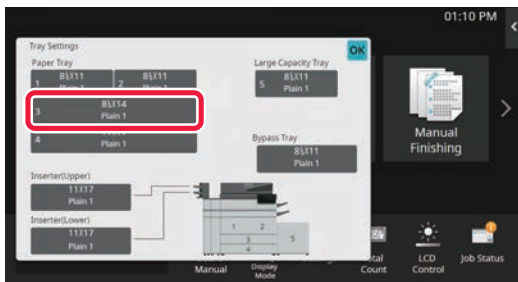 01:10 PM
Tray Settings
OK
Paper Tray
Large Capacity Tray
1 8½X11 Plain 1
2 8½X11 Plain 1
5 8½X11 Plain 1
3 8½X14 Plain 1
4 Plain 1
Bypass Tray
8½X11
Plain 1
Inserter(Upper)
11X17
Plain 1
Inserter(Lower)
11X17
Plain 1
1 2
3
4
5
Manual
Finishing
Manual
Display
Mode
Count
LCD
Control
Job Status